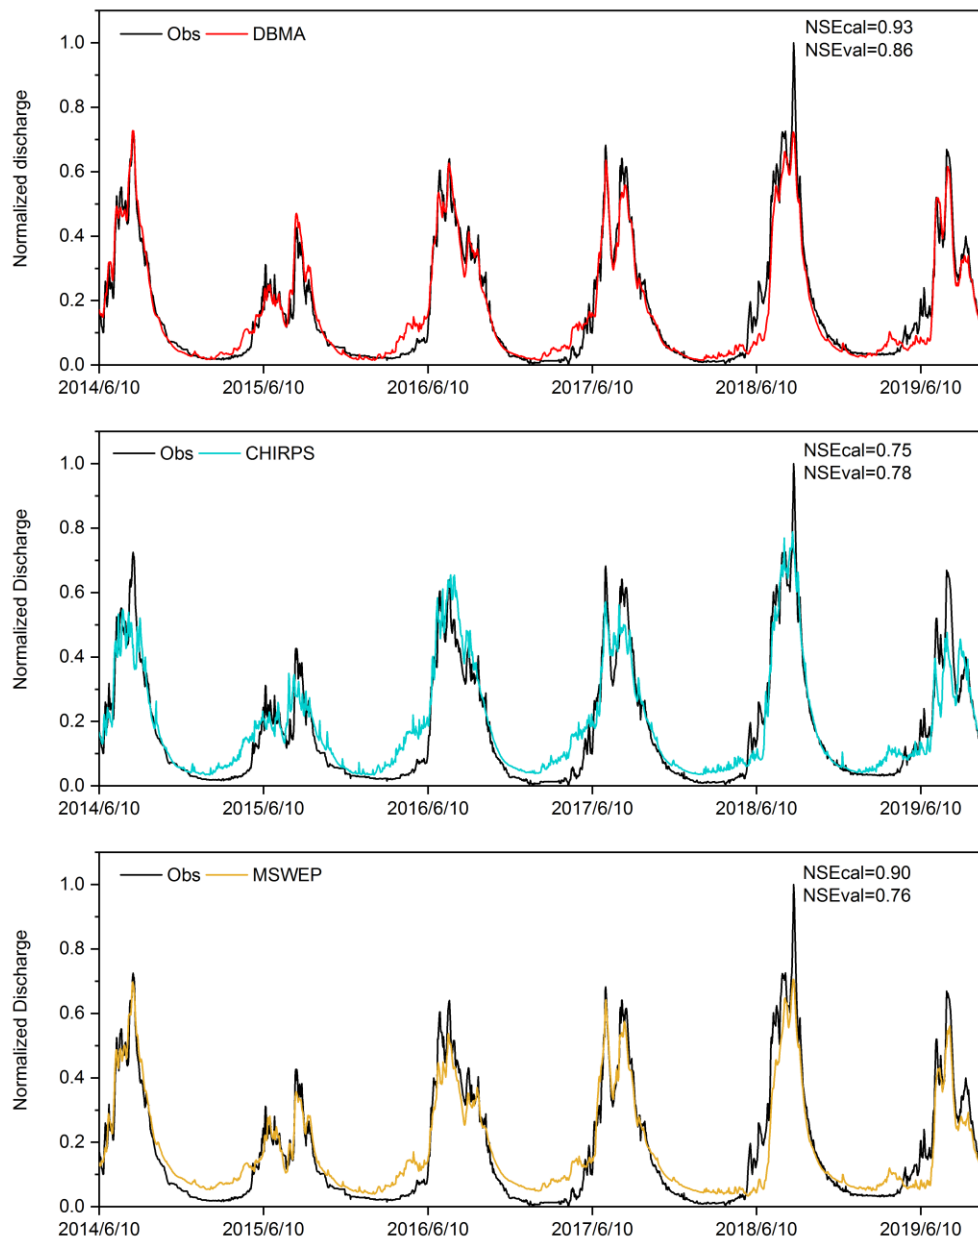 Obs DBMA
NSEcal=0.93
NSEval=0.86
Normalized discharge
1.0
0.8
0.6
0.4
0.2
0.0
2014/6/10 2015/6/10 2016/6/10 2017/6/10 2018/6/10 2019/6/10
Obs CHIRPS
NSEcal=0.75
NSEval=0.78
Normalized Discharge
1.0
0.8
0.6
0.4
0.2
0.0
2014/6/10 2015/6/10 2016/6/10 2017/6/10 2018/6/10 2019/6/10
Obs MSWEP
NSEcal=0.90
NSEval=0.76
Normalized Discharge
1.0
0.8
0.6
0.4
0.2
0.0
2014/6/10 2015/6/10 2016/6/10 2017/6/10 2018/6/10 2019/6/10